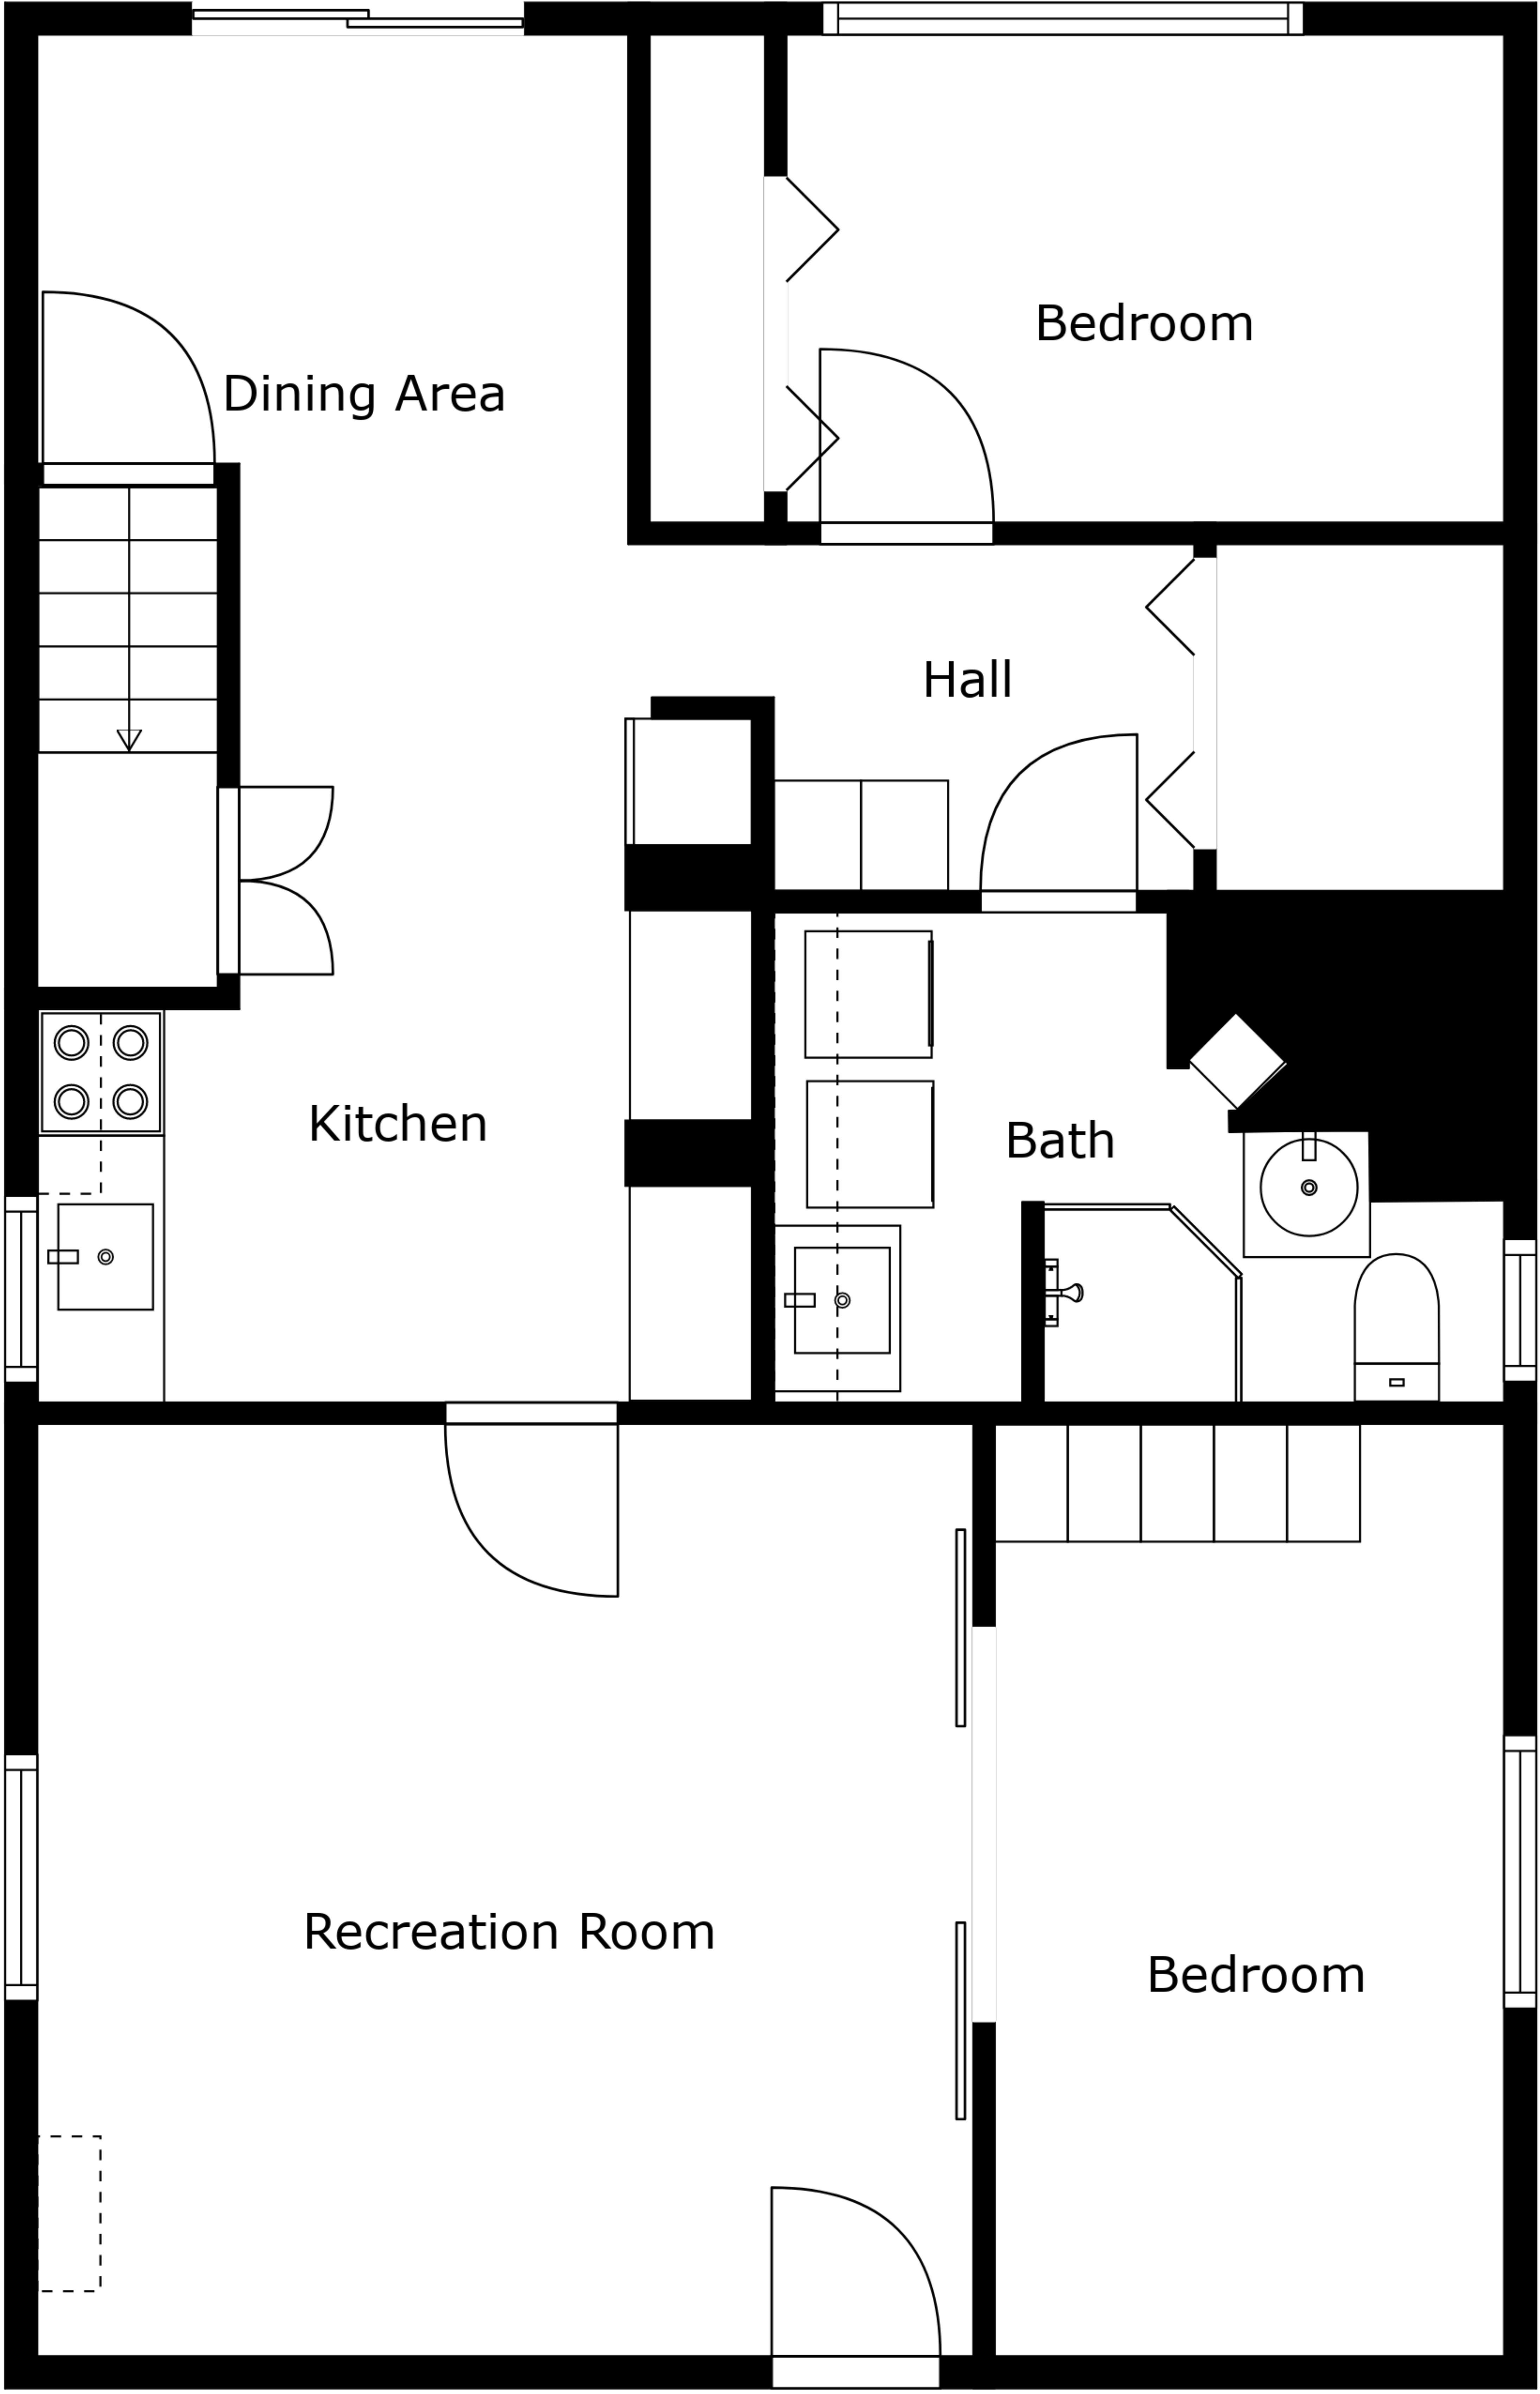 Bedroom
Dining Area
Hall
Kitchen
Bath
Recreation Room
Bedroom